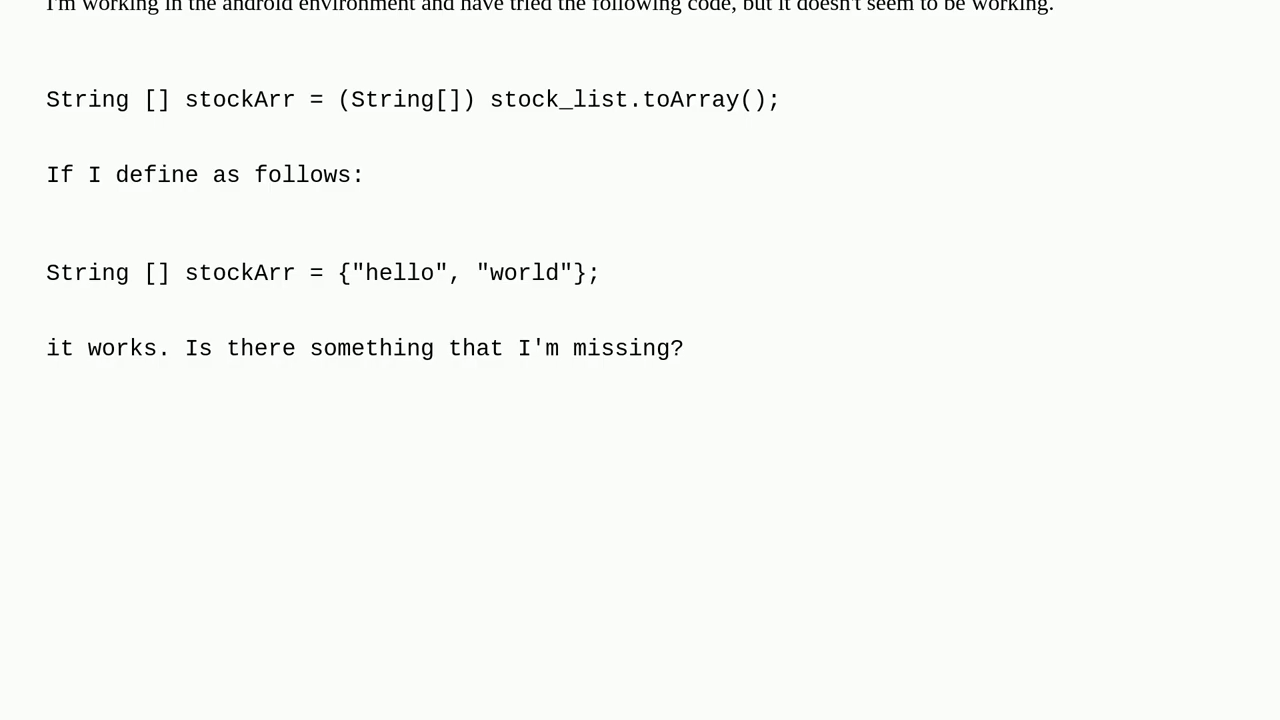 I'm working in the android environment and have tried the following code, but it doesn't seem to be working.
String [] stockArr = (String[]) stock_list.toArray();
If I define as follows:
String [] stockArr = {"hello", "world"};
it works. Is there something that I'm missing?